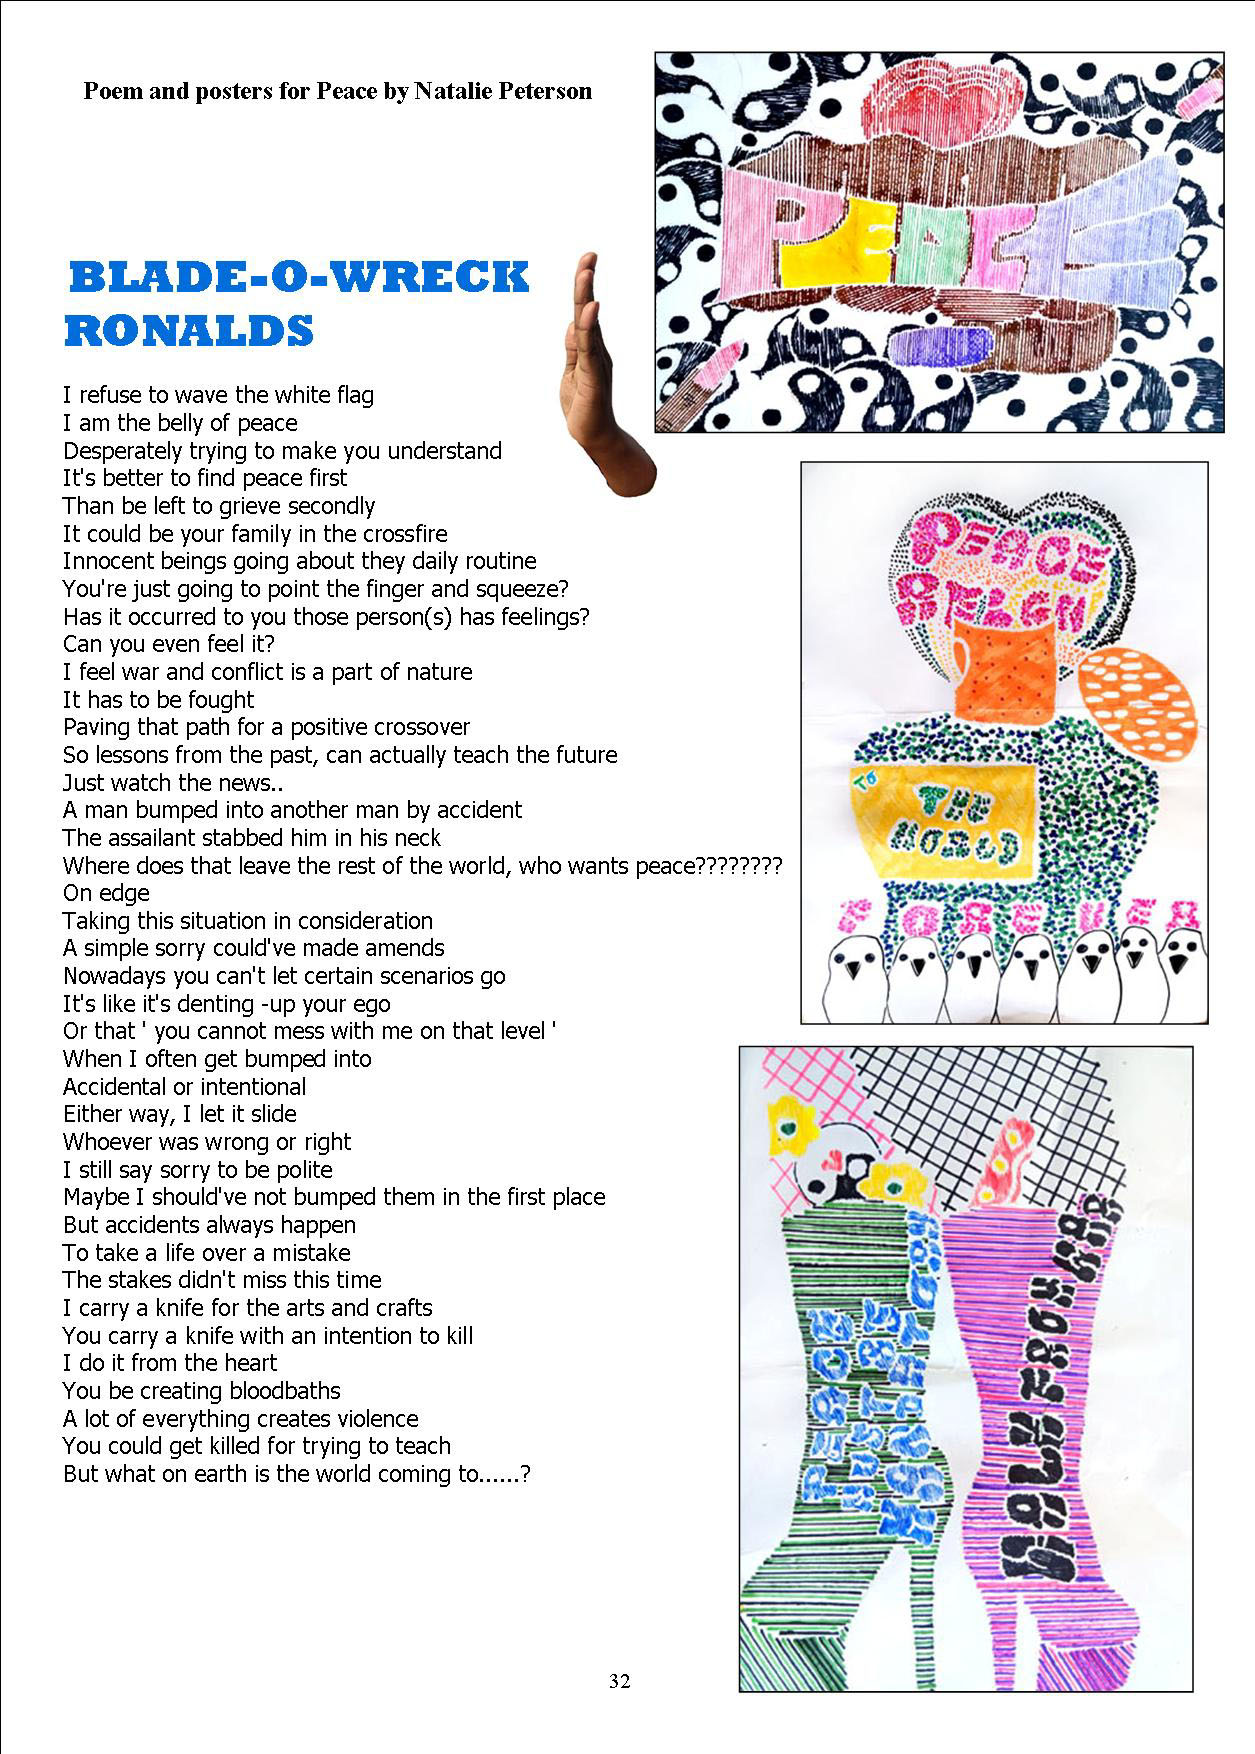 Poem and posters for Peace by Natalie Peterson
BLADE-O-WRECK
RONALDS
I refuse to wave the white flag
I am the belly of peace
Desperately trying to make you understand
It's better to find peace first
Than be left to grieve secondly
It could be your family in the crossfire
Innocent beings going about they daily routine
You're just going to point the finger and squeeze?
Has it occurred to you those person(s) has feelings?
Can you even feel it?
I feel war and conflict is a part of nature
It has to be fought
Paving that path for a positive crossover
So lessons from the past, can actually teach the future
Just watch the news..
A man bumped into another man by accident
The assailant stabbed him in his neck
Where does that leave the rest of the world, who wants peace????????
On edge
Taking this situation in consideration
A simple sorry could've made amends
Nowadays you can't let certain scenarios go
It's like it's denting -up your ego
Or that ' you cannot mess with me on that level '
When I often get bumped into
Accidental or intentional
Either way, I let it slide
Whoever was wrong or right
I still say sorry to be polite
Maybe I should've not bumped them in the first place
But accidents always happen
To take a life over a mistake
The stakes didn't miss this time
I carry a knife for the arts and crafts
You carry a knife with an intention to kill
I do it from the heart
You be creating bloodbaths
A lot of everything creates violence
You could get killed for trying to teach
But what on earth is the world coming to......?
PEACE
PEACE
REIGN
TO
THE
WORLD
FOREVER
PEACE
MUST BE
WALK
32